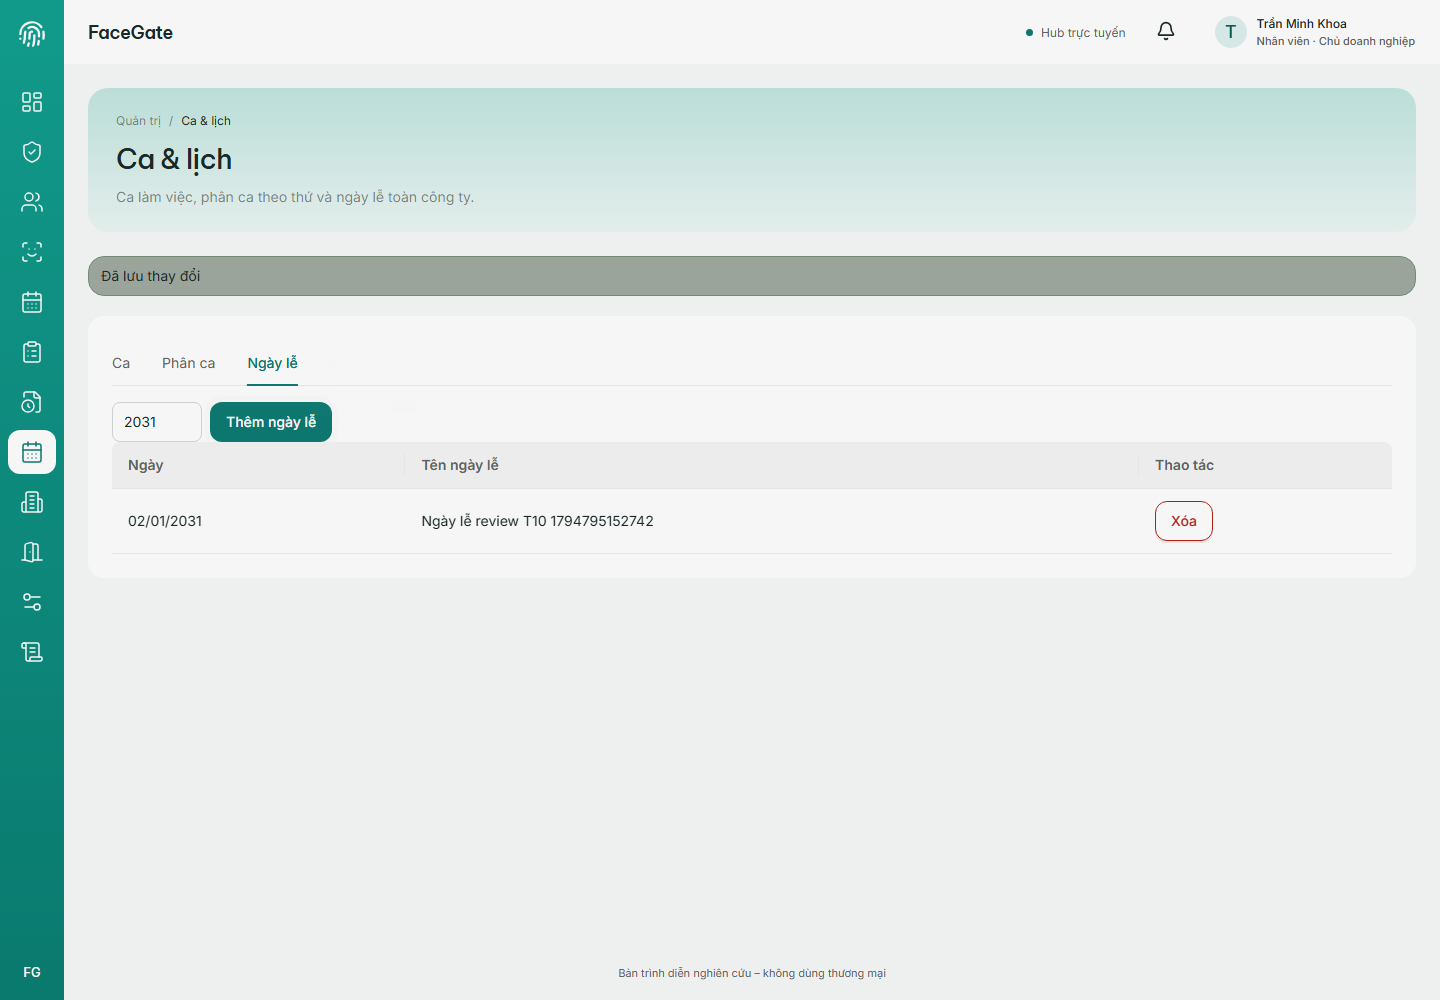 FaceGate
Hub trực tuyến
T
Trần Minh Khoa
Nhân viên · Chủ doanh nghiệp
Quản trị / Ca & lịch
Ca & lịch
Ca làm việc, phân ca theo thứ và ngày lễ toàn công ty.
Đã lưu thay đổi
Ca Phân ca Ngày lễ
2031 Thêm ngày lễ
Ngày Tên ngày lễ Thao tác
02/01/2031 Ngày lễ review T10 1794795152742 Xóa
FG
Bản trình diễn nghiên cứu – không dùng thương mại